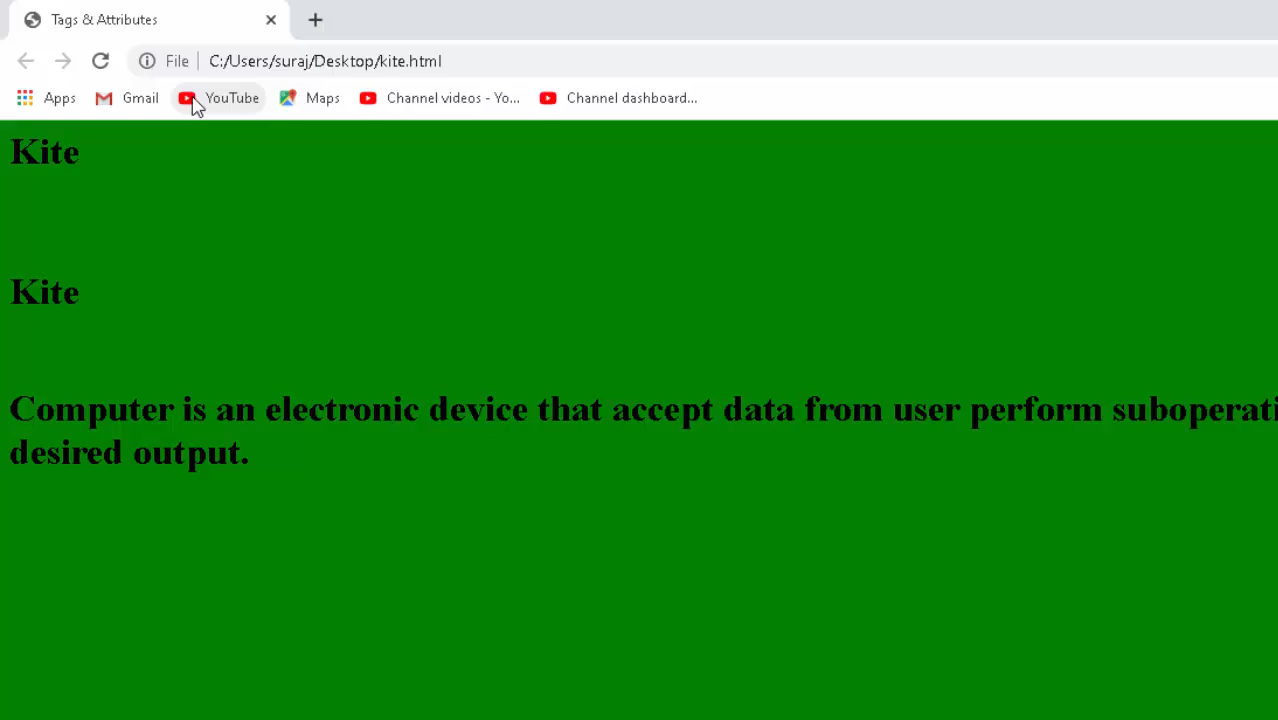 Tags & Attributes
File C:/Users/suraj/Desktop/kite.html
Apps Gmail YouTube Maps Channel videos - Yo... Channel dashboard...
Kite
Kite
Computer is an electronic device that accept data from user perform suboperati
desired output.